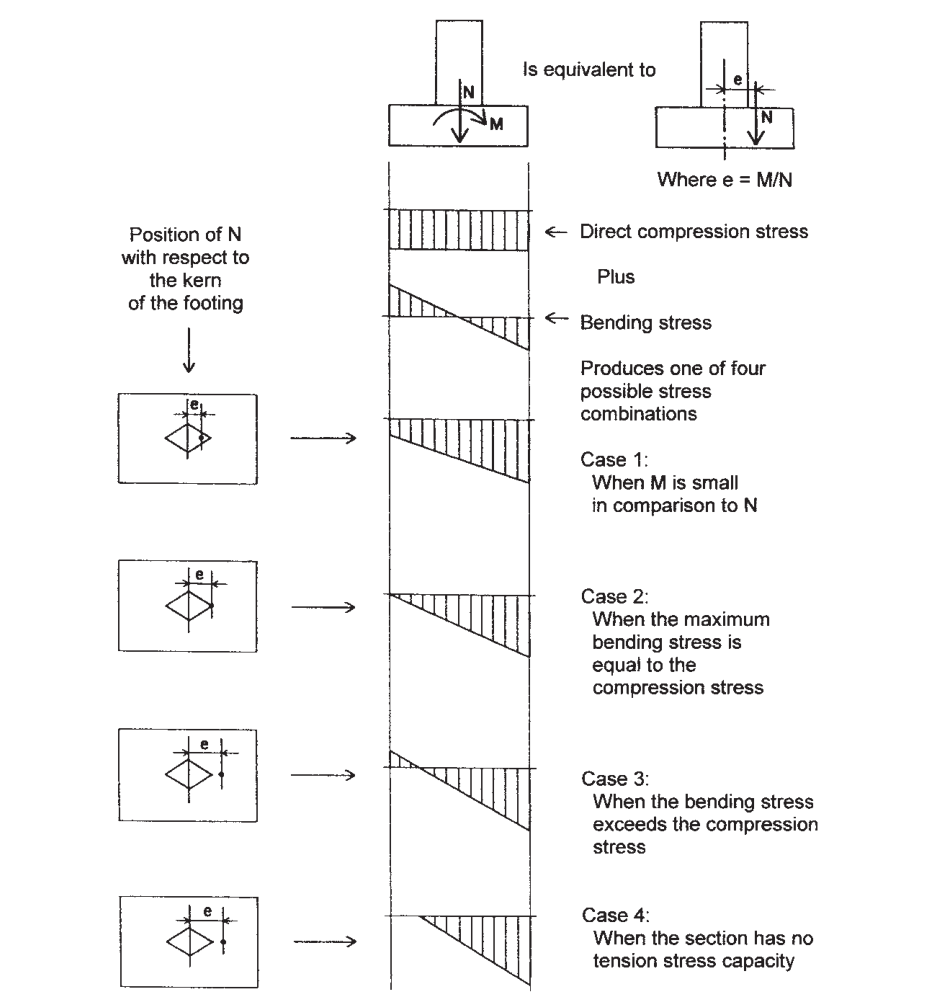 N
M
Is equivalent to
e
N
Where e = M/N
Position of N
with respect to
the kern
of the footing
Direct compression stress
Plus
Bending stress
Produces one of four
possible stress
combinations
e
Case 1:
When M is small
in comparison to N
e
Case 2:
When the maximum
bending stress is
equal to the
compression stress
e
Case 3:
When the bending stress
exceeds the compression
stress
e
Case 4:
When the section has no
tension stress capacity